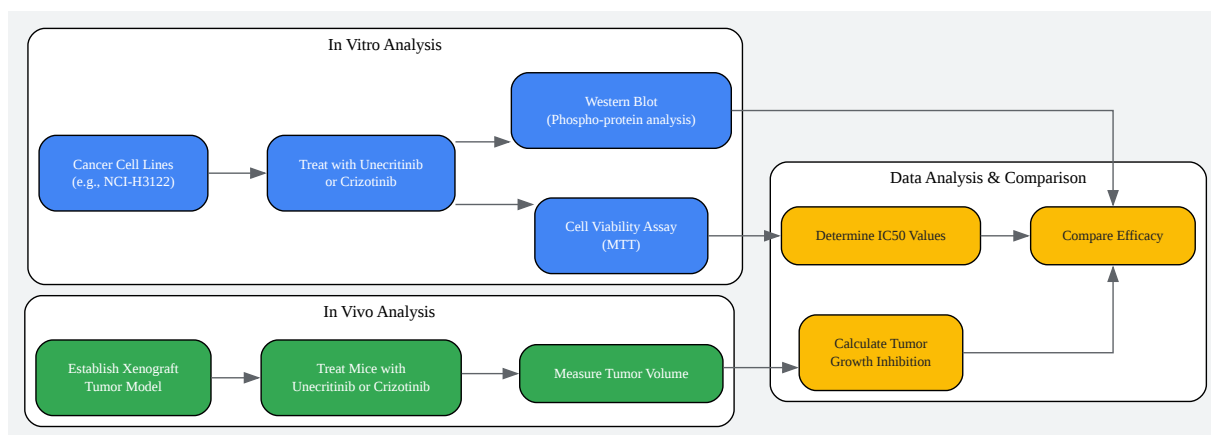 In Vitro Analysis
Cancer Cell Lines
(e.g., NCI-H3122)
Treat with Unecritinib
or Crizotinib
Western Blot
(Phospho-protein analysis)
Cell Viability Assay
(MTT)
In Vivo Analysis
Establish Xenograft
Tumor Model
Treat Mice with
Unecritinib or Crizotinib
Measure Tumor Volume
Data Analysis & Comparison
Determine IC50 Values
Compare Efficacy
Calculate Tumor
Growth Inhibition